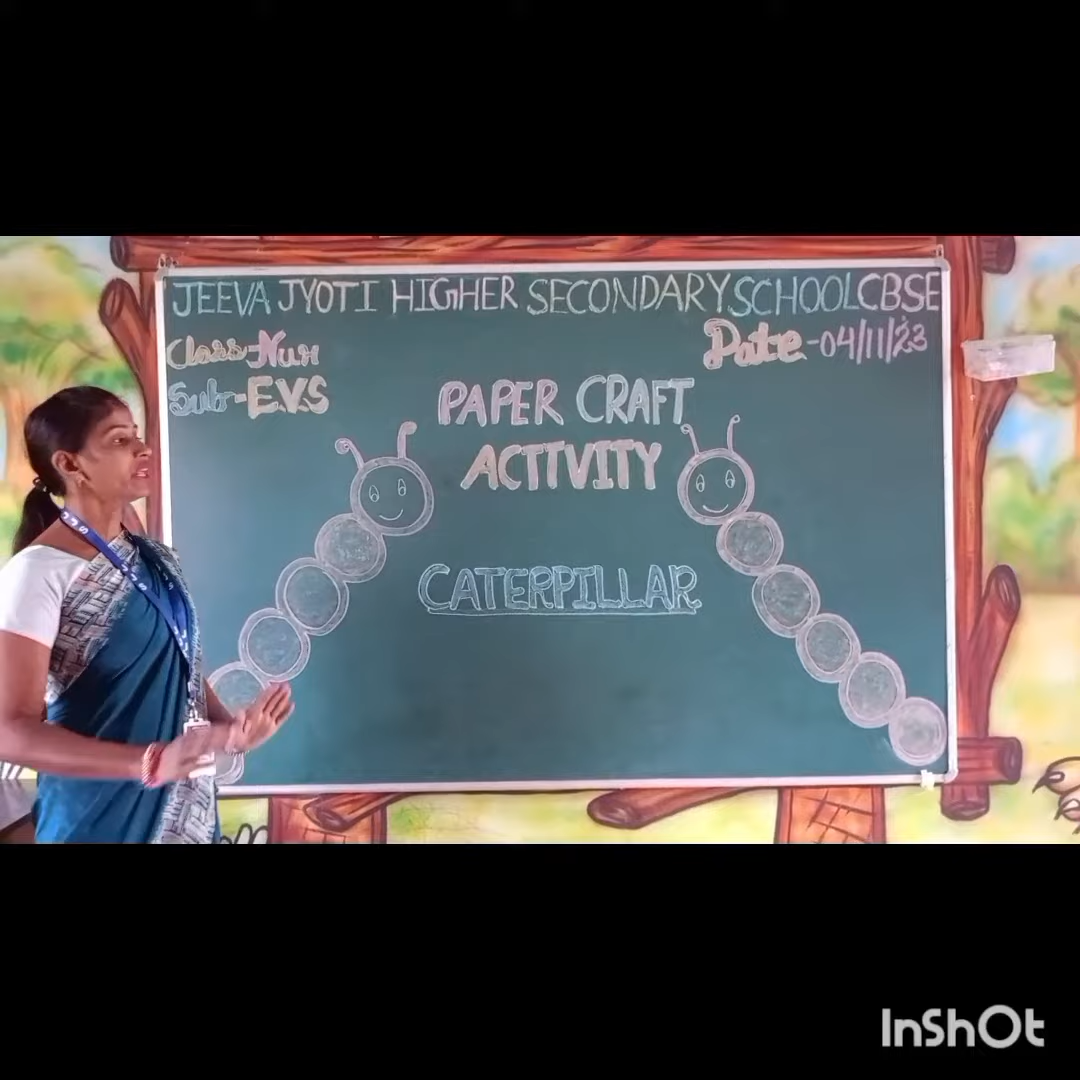 JEEVA JYOTI HIGHER SECONDARY SCHOOL CBSE
Class-Nur
Date-04/11/23
Sub-E.V.S
PAPER CRAFT
ACTIVITY
CATERPILLAR
InShOt